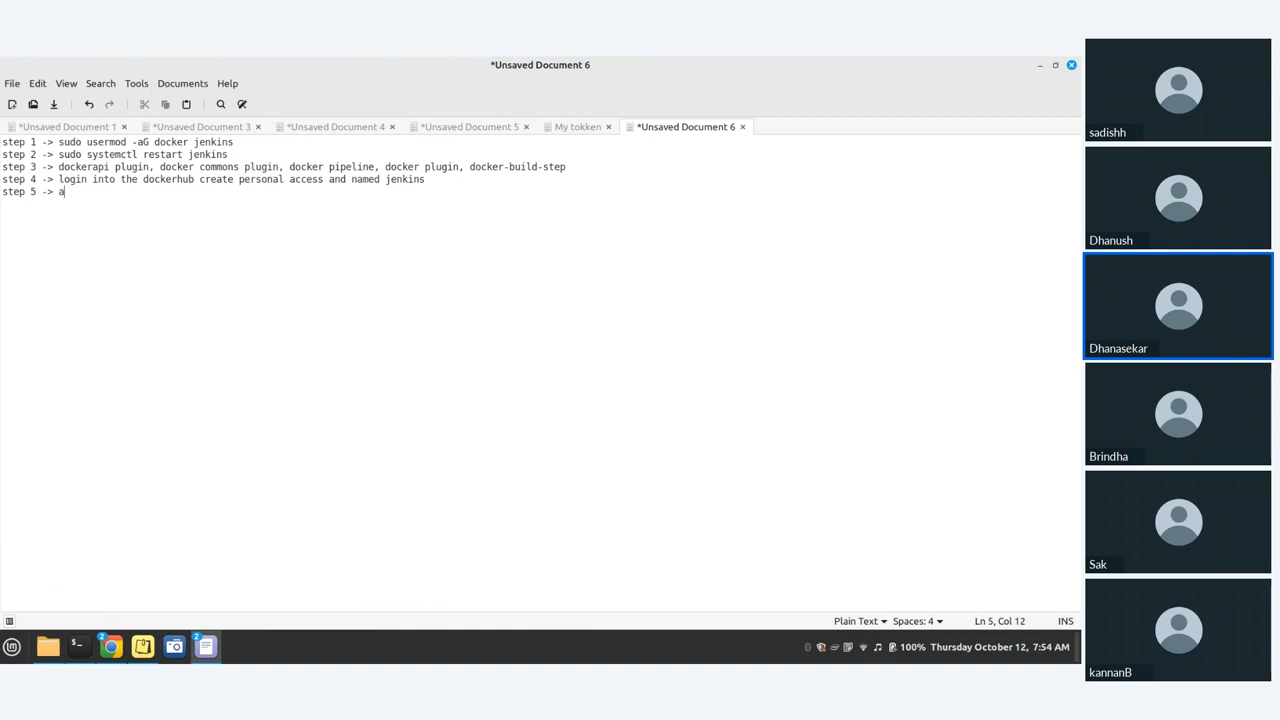 *Unsaved Document 6
File Edit View Search Tools Documents Help
*Unsaved Document 1 *Unsaved Document 3 *Unsaved Document 4 *Unsaved Document 5 My tokken *Unsaved Document 6
step 1 -> sudo usermod -aG docker jenkins
step 2 -> sudo systemctl restart jenkins
step 3 -> dockerapi plugin, docker commons plugin, docker pipeline, docker plugin, docker-build-step
step 4 -> login into the dockerhub create personal access and named jenkins
step 5 -> a
Plain Text Spaces: 4 Ln 5, Col 12 INS
2 2 100% Thursday October 12, 7:54 AM
sadishh
Dhanush
Dhanasekar
Brindha
Sak
kannanB